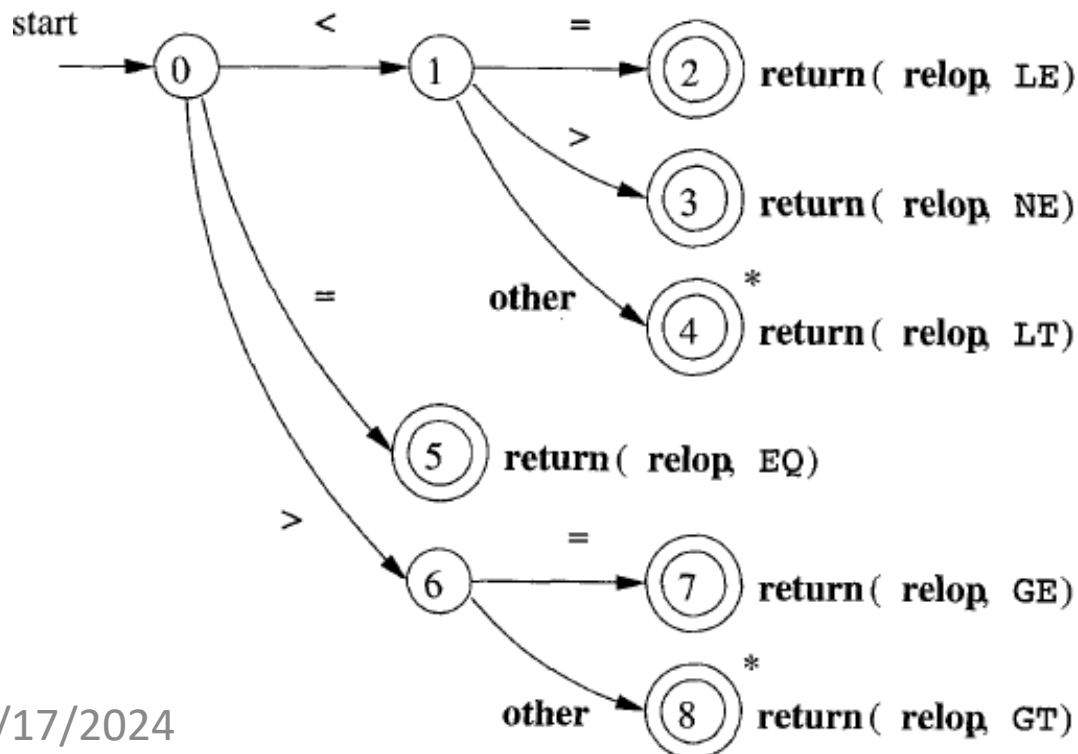 start < =
0 1 2 return( relop, LE)
>
3 return( relop, NE)
*
= other 4 return( relop, LT)
5 return( relop, EQ)
> =
6 7 return( relop, GE)
*
other 8 return( relop, GT)
/17/2024